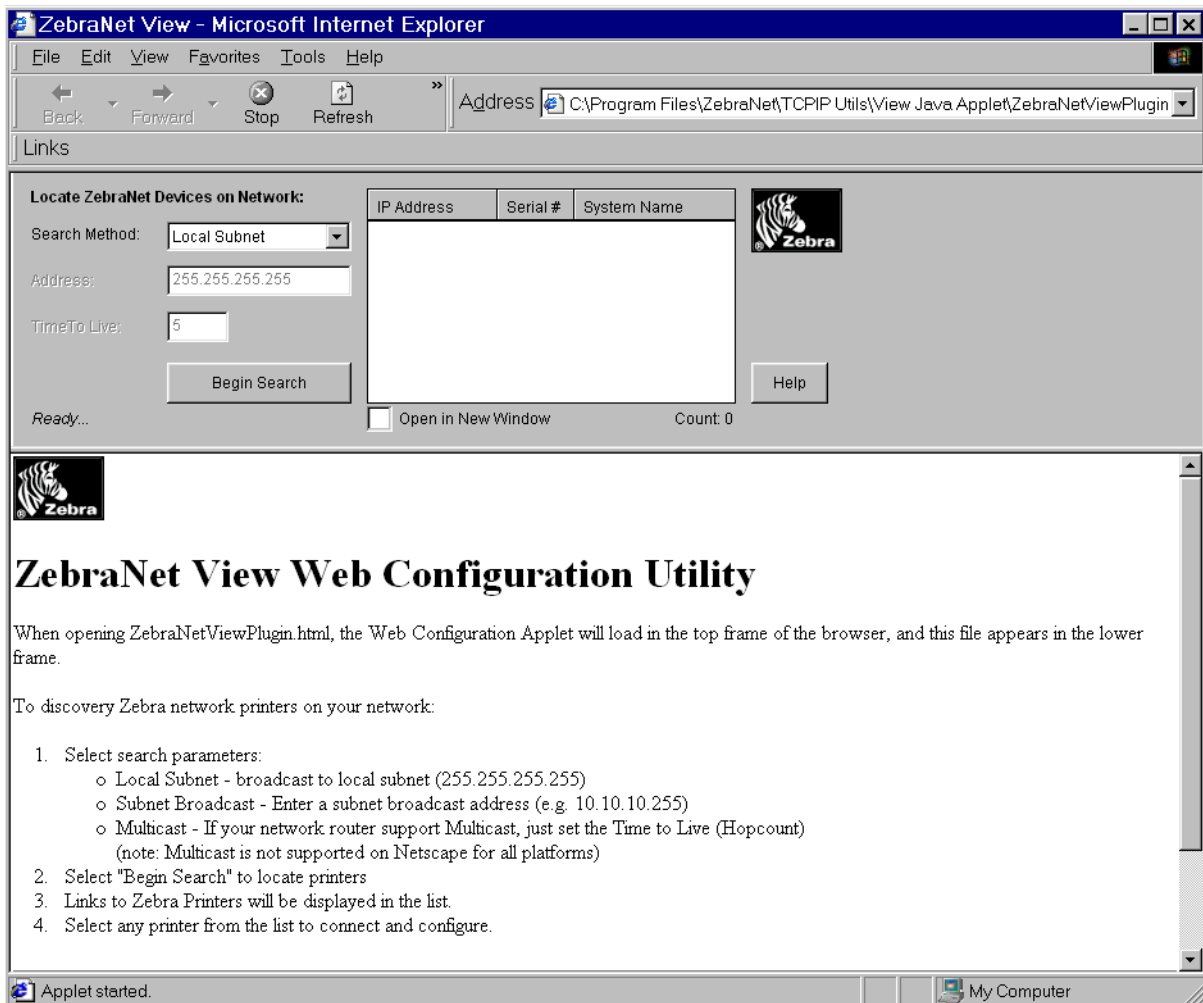 ZebraNet View - Microsoft Internet Explorer
File Edit View Favorites Tools Help
Back Forward Stop Refresh » Address C:\Program Files\ZebraNet\TCPIP Utils\View Java Applet\ZebraNetViewPlugin
Links
Locate ZebraNet Devices on Network:
IP Address Serial # System Name
Search Method: Local Subnet
® Zebra
Address: 255.255.255.255
TimeTo Live: 5
Begin Search
Help
Ready...
Open in New Window Count: 0
® Zebra
ZebraNet View Web Configuration Utility
When opening ZebraNetViewPlugin.html, the Web Configuration Applet will load in the top frame of the browser, and this file appears in the lower
frame.
To discovery Zebra network printers on your network:
1. Select search parameters:
o Local Subnet - broadcast to local subnet (255.255.255.255)
o Subnet Broadcast - Enter a subnet broadcast address (e.g. 10.10.10.255)
o Multicast - If your network router support Multicast, just set the Time to Live (Hopcount)
(note: Multicast is not supported on Netscape for all platforms)
2. Select "Begin Search" to locate printers
3. Links to Zebra Printers will be displayed in the list.
4. Select any printer from the list to connect and configure.
Applet started. My Computer